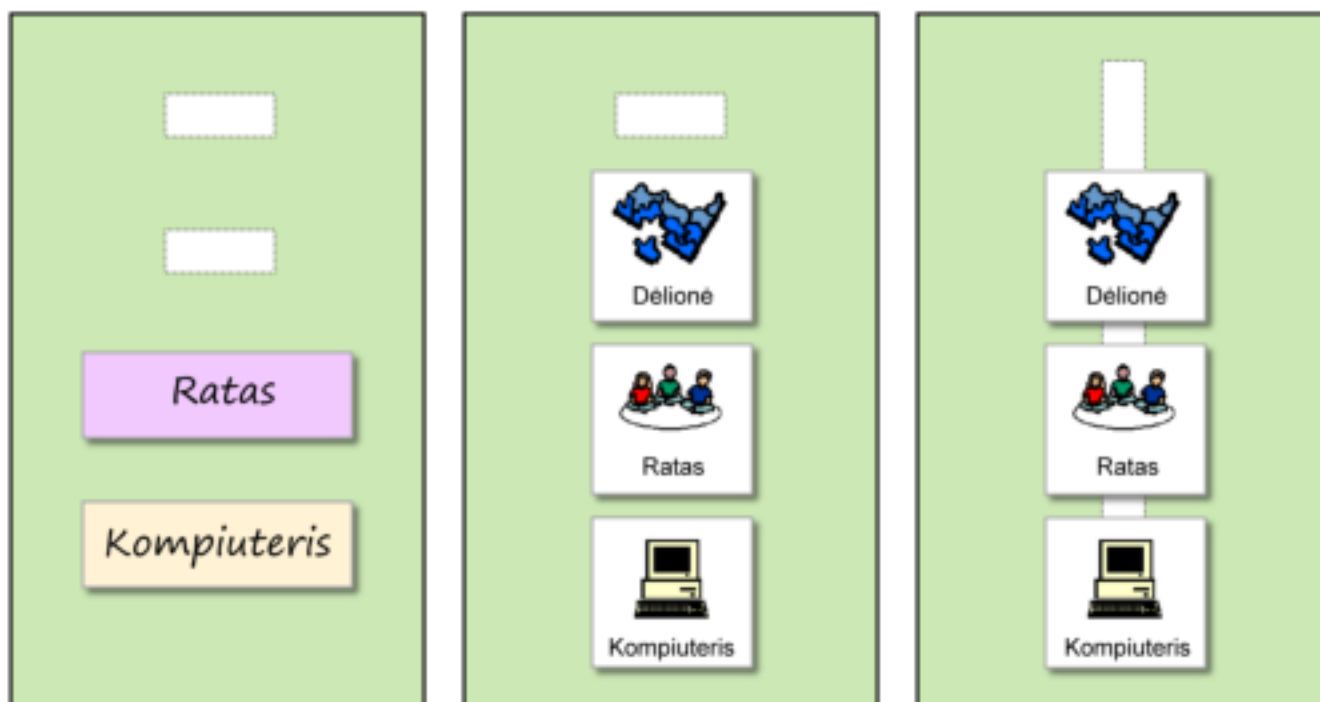 Ratas
Kompiuteris
Dėlionė
Ratas
Kompiuteris
Dėlionė
Ratas
Kompiuteris